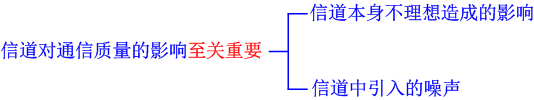 信道本身不理想造成的影响
信道对通信质量的影响至关重要
信道中引入的噪声